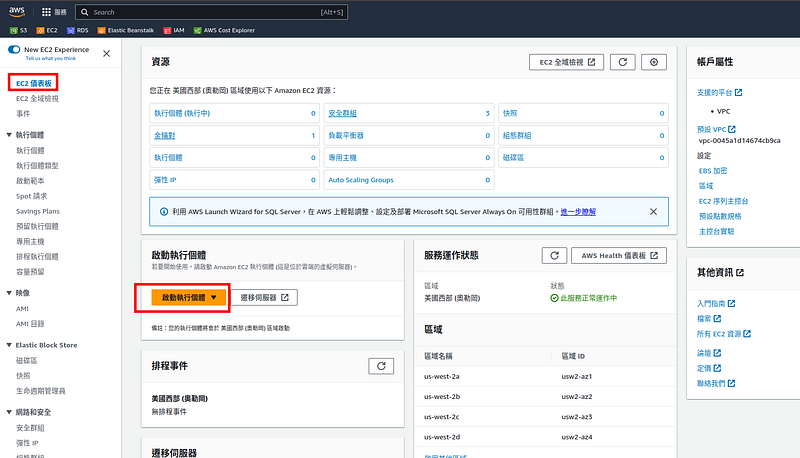 aws
服務
Search
[Alt+S]
S3
EC2
RDS
Elastic Beanstalk
IAM
AWS Cost Explorer
New EC2 Experience
Tell us what you think
EC2 儀表板
EC2 全域檢視
事件
執行個體
執行個體
執行個體類型
啟動範本
Spot 請求
Savings Plans
預留執行個體
專用主機
排程執行個體
容量預留
映像
AMI
AMI 目錄
Elastic Block Store
磁碟區
快照
生命週期管理員
網路和安全
安全群組
彈性 IP
資源
EC2 全域檢視
您正在 美國西部 (奧勒岡) 區域使用以下 Amazon EC2 資源：
執行個體 (執行中) 0
安全群組 3
快照 0
金鑰對 1
負載平衡器 0
組態群組 0
執行個體 0
專用主機 0
磁碟區 0
彈性 IP 0
Auto Scaling Groups 0
利用 AWS Launch Wizard for SQL Server，在 AWS 上輕鬆調整、設定及部署 Microsoft SQL Server Always On 可用性群組。進一步瞭解
啟動執行個體
若要開始使用，請啟動 Amazon EC2 執行個體 (這是位於雲端的虛擬伺服器)。
啟動執行個體
遷移伺服器
備註：您的執行個體將會於 美國西部 (奧勒岡) 區域啟動
排程事件
美國西部 (奧勒岡)
無排程事件
遷移伺服器
服務運作狀態
AWS Health 儀表板
區域
狀態
美國西部 (奧勒岡)
此服務正常運作中
區域
區域名稱
區域 ID
us-west-2a
usw2-az1
us-west-2b
usw2-az2
us-west-2c
usw2-az3
us-west-2d
usw2-az4
帳戶屬性
支援的平台
VPC
預設 VPC
vpc-0045a1d14674cb9ca
設定
EBS 加密
區域
EC2 序列主控台
預設點數規格
主控台實驗
其他資訊
入門指南
檔案
所有 EC2 資源
論壇
定價
聯絡我們